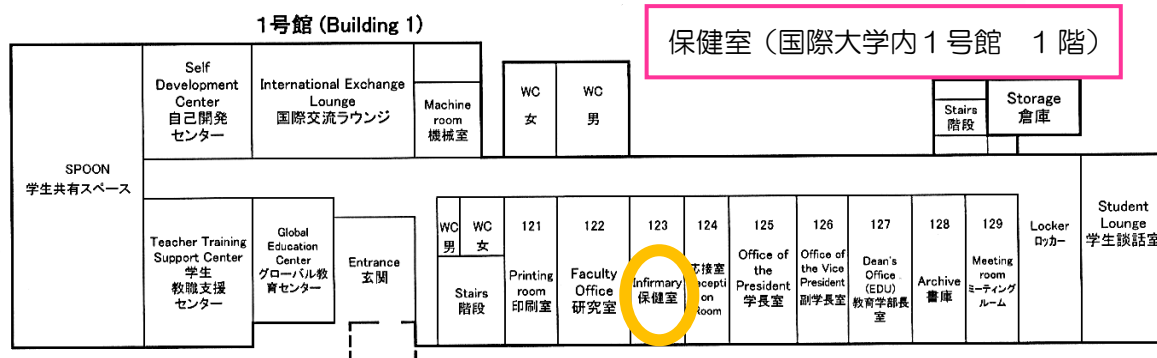 1号館 (Building 1)
保健室（国際大学内１号館　１階）
Self
Development
Center
自己開発
センター
International Exchange
Lounge
国際交流ラウンジ
Machine
room
機械室
WC
女
WC
男
Stairs
階段
Storage
倉庫
SPOON
学生共有スペース
Teacher Training
Support Center
学生
教職支援
センター
Global
Education
Center
グローバル教
育センター
Entrance
玄関
WC
男
WC
女
Stairs
階段
121
Printing
room
印刷室
122
Faculty
Office
研究室
123
Infirmary
保健室
124
応接室
Recepti
on
Room
125
Office of
the
President
学長室
126
Office of
the Vice
President
副学長室
127
Dean's
Office
(EDU)
教育学部長
室
128
Archive
書庫
129
Meeting
room
ミーティング
ルーム
Locker
ロッカー
Student
Lounge
学生談話室